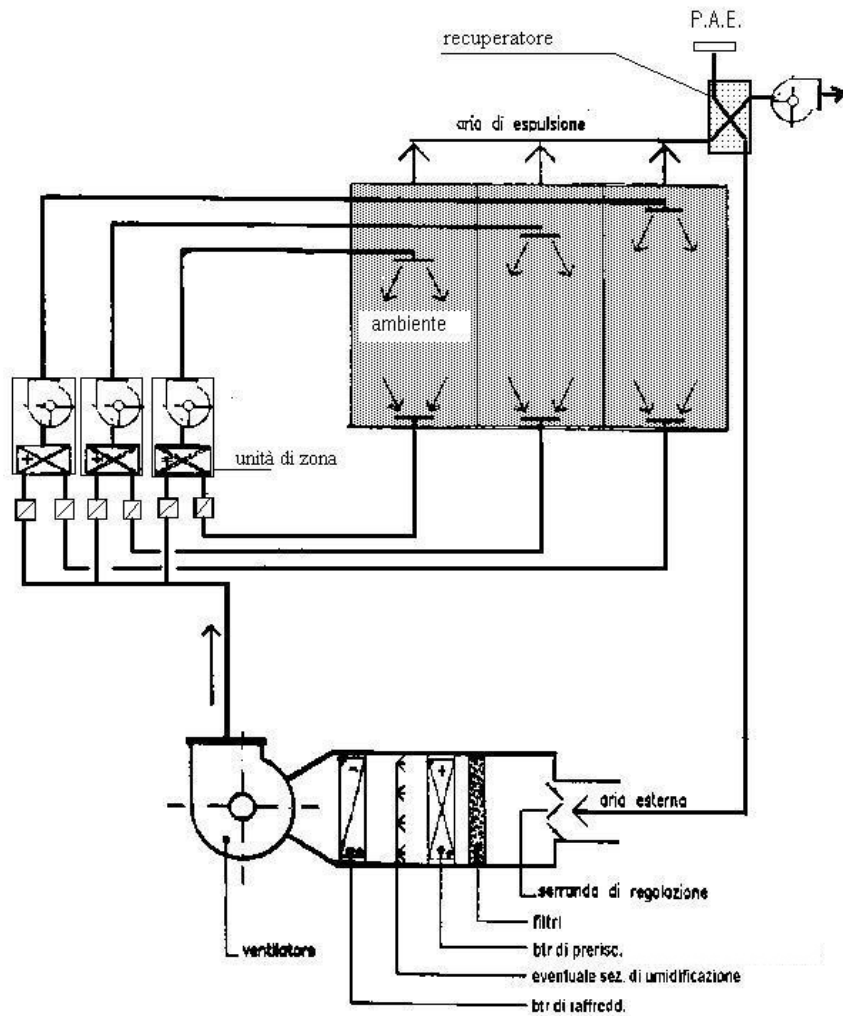 P.A.E.
recuperatore
aria di espulsione
ambiente
unità di zona
aria esterna
serranda di regolazione
filtri
btr di prerisc.
ventilatore
eventuale sez. di umidificazione
btr di raffredd.